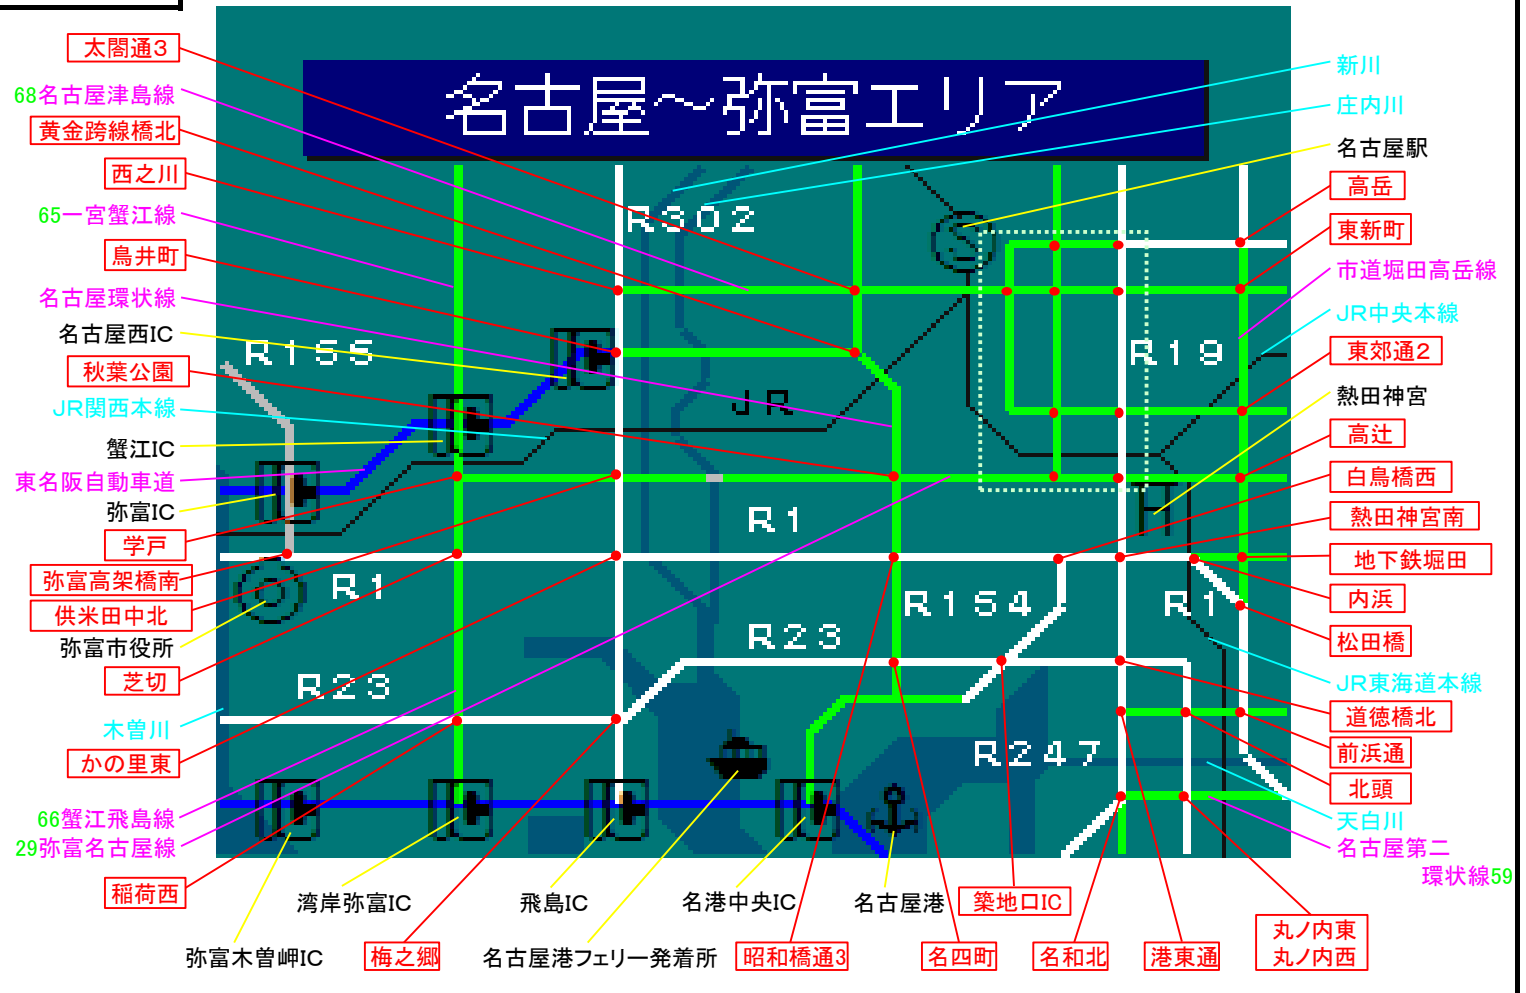 名古屋～弥富エリア
太閤通3
68名古屋津島線
黄金跨線橋北
西之川
65一宮蟹江線
鳥井町
名古屋環状線
名古屋西IC
秋葉公園
JR関西本線
蟹江IC
東名阪自動車道
弥富IC
学戸
弥富高架橋南
供米田中北
弥富市役所
芝切
木曽川
かの里東
66蟹江飛島線
29弥富名古屋線
稲荷西
R302
R155
JR
R19
R1
R1
R154
R1
R23
R23
R247
新川
庄内川
名古屋駅
高岳
東新町
市道堀田高岳線
JR中央本線
東郊通2
熱田神宮
高辻
白鳥橋西
熱田神宮南
地下鉄堀田
内浜
松田橋
JR東海道本線
道徳橋北
前浜通
北頭
天白川
名古屋第二
環状線59
湾岸弥富IC
飛島IC
名港中央IC
名古屋港
築地口IC
弥富木曽岬IC
梅之郷
名古屋港フェリー発着所
昭和橋通3
名四町
名和北
港東通
丸ノ内東
丸ノ内西